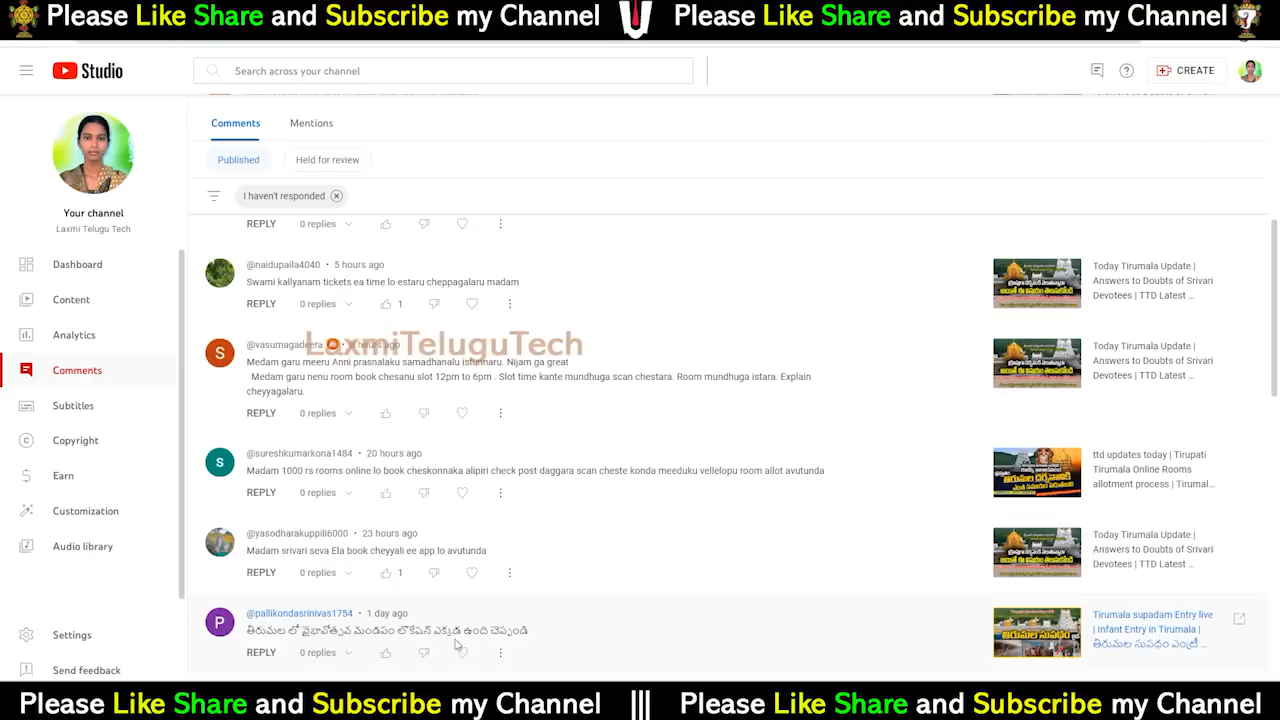 Please Like Share and Subscribe my Channel
Please Like Share and Subscribe my Channel
Studio
Search across your channel
CREATE
Comments
Mentions
Published
Held for review
I haven't responded
Your channel
Laxmi Telugu Tech
Dashboard
Content
Analytics
Comments
Subtitles
Copyright
Earn
Customization
Audio library
Settings
Send feedback
REPLY 0 replies
@naidupaila4040 • 5 hours ago
Swami kallyanam tickets ea time lo estaru cheppagalaru madam
REPLY 0 replies 1
Today Tirumala Update |
Answers to Doubts of Srivari
Devotees | TTD Latest ...
LaxmiTeluguTech
S
@vasumagadeera
hours ago
Medam garu meeru Anni prasnalaku samadhanalu istunnaru. Nijam ga great
Medam garu nenu room book chesanu slot 12pm to 6pm . Slot time kante mundhuga scan chestara. Room mundhuga istara. Explain
cheyyagalaru.
REPLY 0 replies
Today Tirumala Update |
Answers to Doubts of Srivari
Devotees | TTD Latest ...
S
@sureshkumarkona1484 • 20 hours ago
Madam 1000 rs rooms online lo book cheskonnaka alipiri check post daggara scan cheste konda meeduku vellelopu room allot avutunda
REPLY 0 replies
ttd updates today | Tirupati
Tirumala Online Rooms
allotment process | Tirumal...
@yasodharakuppili6000 • 23 hours ago
Madam srivari seva Ela book cheyyali ee app lo avutunda
REPLY 0 replies 1
Today Tirumala Update |
Answers to Doubts of Srivari
Devotees | TTD Latest ...
P
@pallikondasrinivas1754 • 1 day ago
తిరుమల లో వైభావోత్సవ మండపం లొకేషన్ ఎక్కడ ఉంది చెప్పండి
REPLY 0 replies
Tirumala supadam Entry live
| Infant Entry in Tirumala |
తిరుమల సుపథం ఎంట్రీ ...
తిరుమల సుపథం
Please Like Share and Subscribe my Channel
|||
Please Like Share and Subscribe my Channel